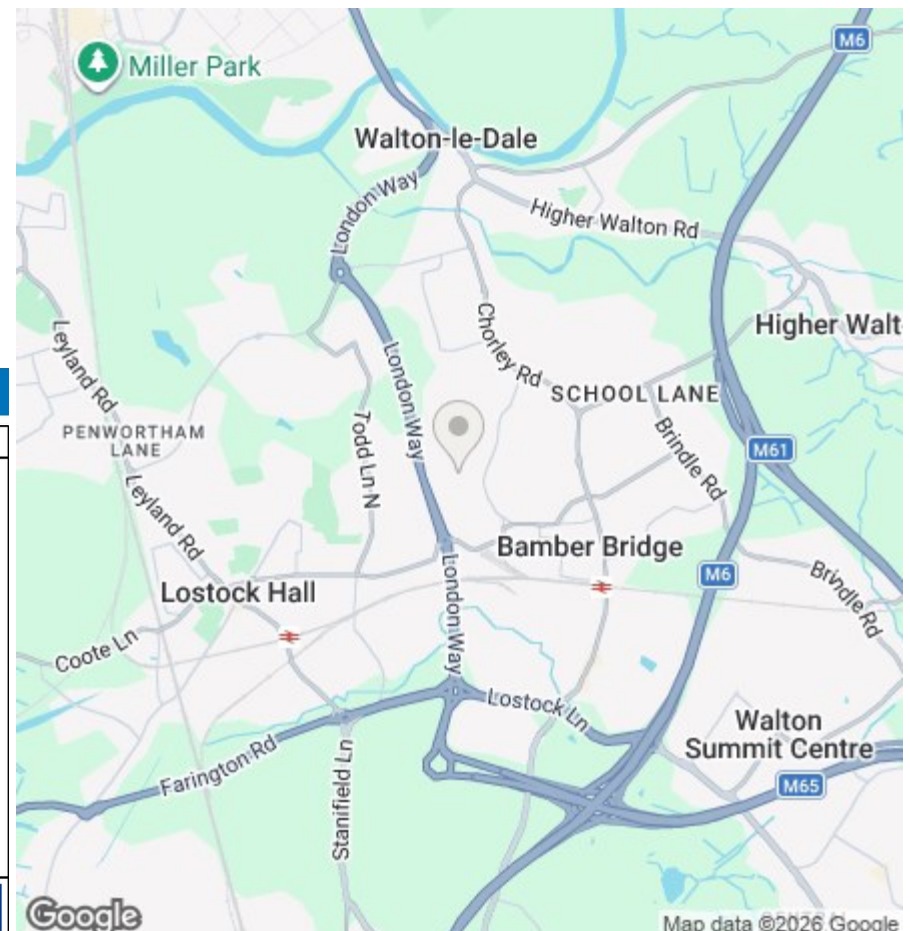 M6
Miller Park
Walton-le-Dale
London Way
Higher Walton Rd
Higher Walt
Chorley Rd
Leyland Rd
London Way
SCHOOL LANE
PENWORTHAM
LANE
Todd Ln N
Brindle Rd
M61
Leyland Rd
Bamber Bridge
Lostock Hall
London Way
M6
Brindle Rd
Coote Ln
Lostock Ln
Walton
Summit Centre
Farington Rd
Stanifield Ln
M65
Google
Map data ©2026 Google